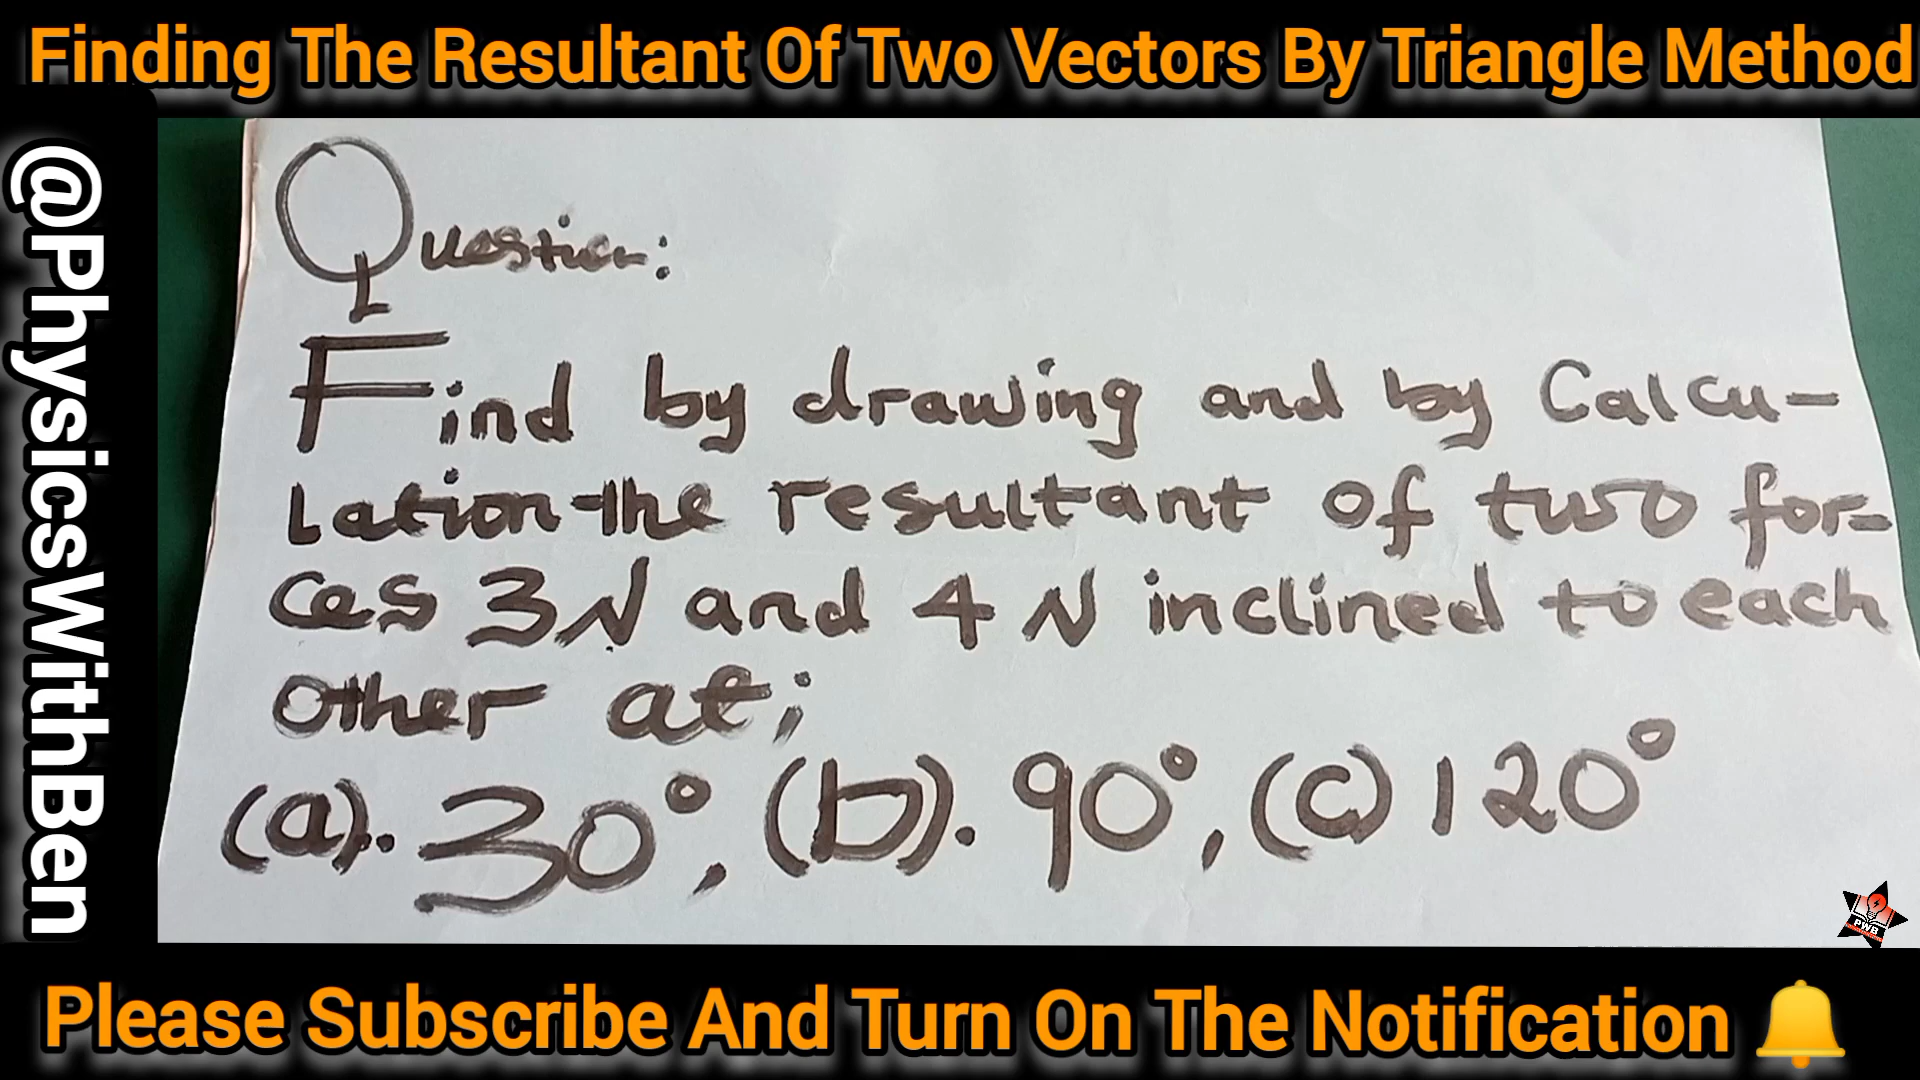 Finding The Resultant Of Two Vectors By Triangle Method
@PhysicsWithBen
Question:
Find by drawing and by Calcu-
lation the resultant of two for-
ces 3N and 4N inclined to each
other at;
(a). 30°, (b). 90°, (c) 120°
PWB
Please Subscribe And Turn On The Notification 🔔